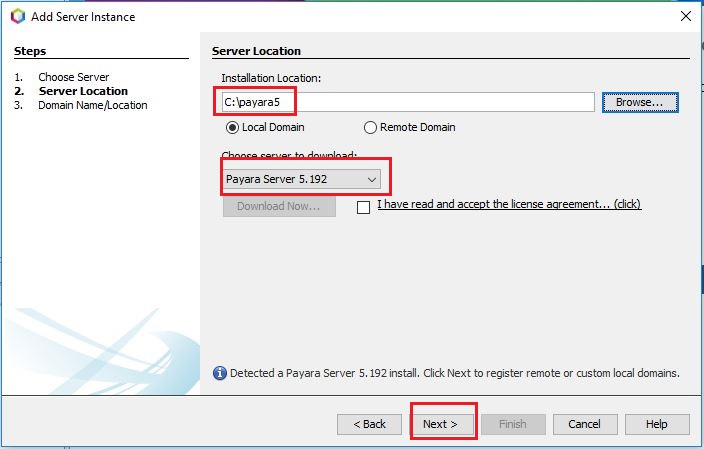 Add Server Instance
Steps
1. Choose Server
2. Server Location
3. Domain Name/Location
Server Location
Installation Location:
C:\payara5
Browse...
Local Domain
Remote Domain
Choose server to download:
Payara Server 5.192
Download Now...
I have read and accept the license agreement... (click)
Detected a Payara Server 5.192 install. Click Next to register remote or custom local domains.
< Back
Next >
Finish
Cancel
Help